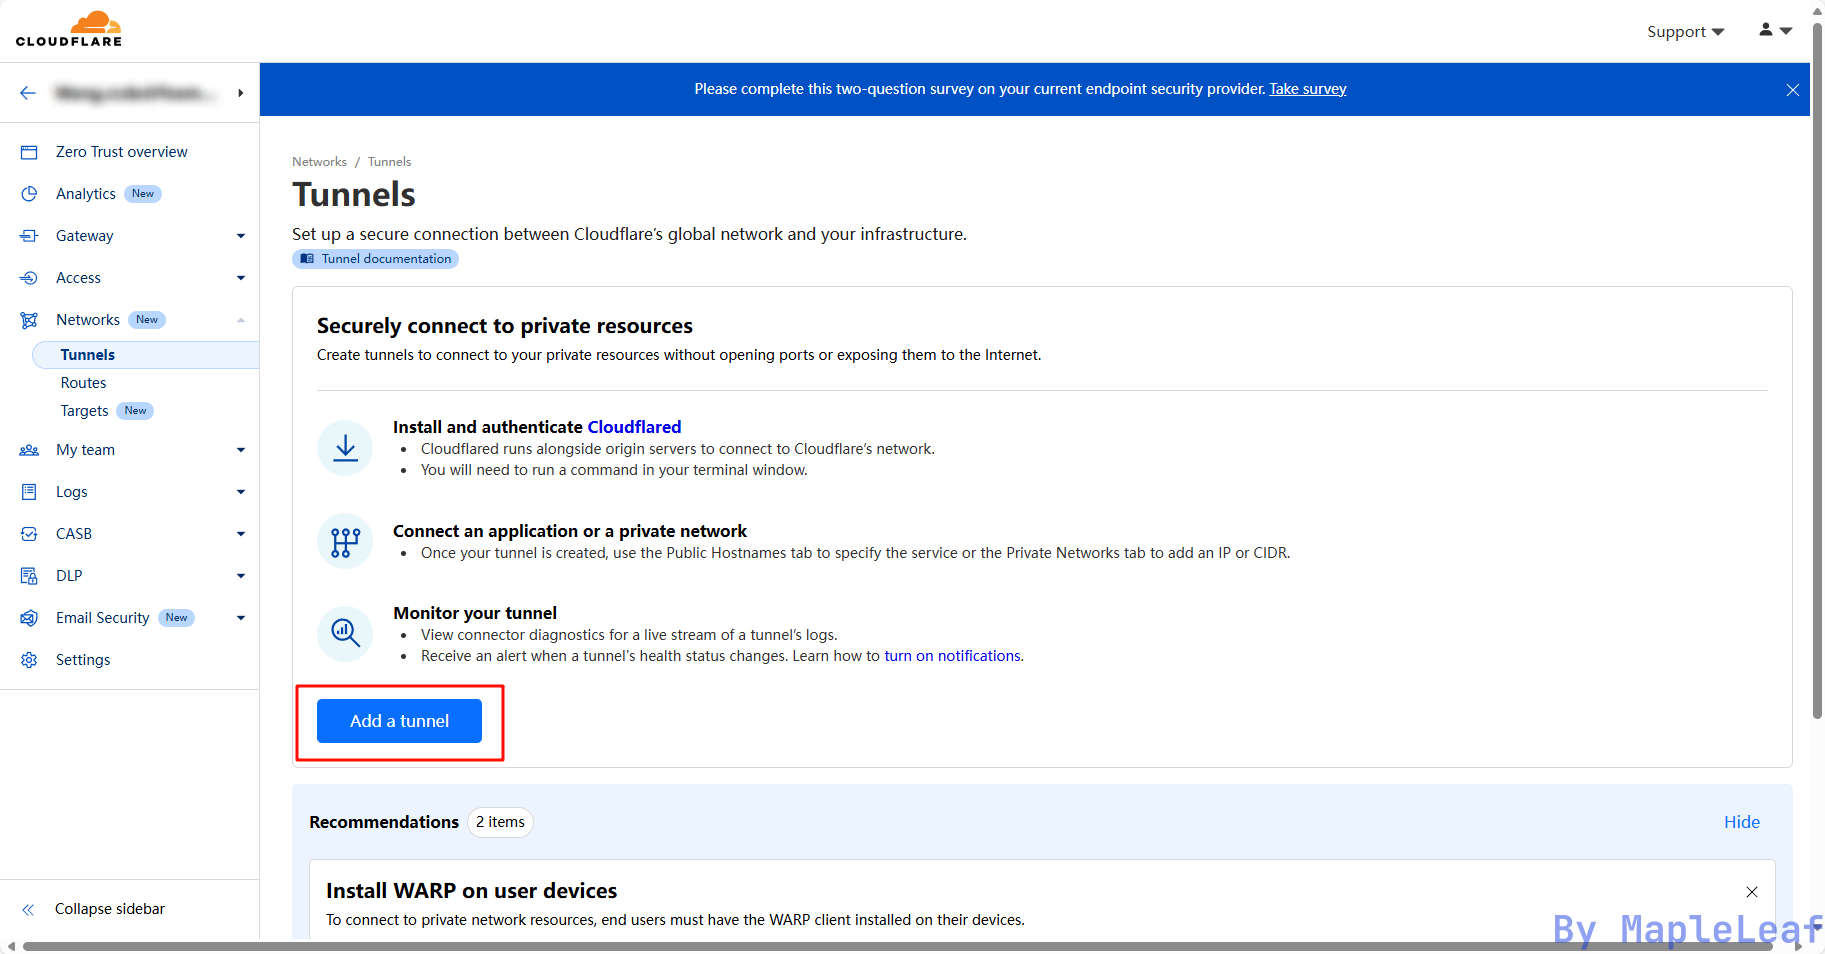 CLOUDFLARE
Support
Please complete this two-question survey on your current endpoint security provider. Take survey
Zero Trust overview
Analytics New
Gateway
Access
Networks New
Tunnels
Routes
Targets New
My team
Logs
CASB
DLP
Email Security New
Settings
Collapse sidebar
Networks / Tunnels
Tunnels
Set up a secure connection between Cloudflare’s global network and your infrastructure.
Tunnel documentation
Securely connect to private resources
Create tunnels to connect to your private resources without opening ports or exposing them to the Internet.
Install and authenticate Cloudflared
Cloudflared runs alongside origin servers to connect to Cloudflare’s network.
You will need to run a command in your terminal window.
Connect an application or a private network
Once your tunnel is created, use the Public Hostnames tab to specify the service or the Private Networks tab to add an IP or CIDR.
Monitor your tunnel
View connector diagnostics for a live stream of a tunnel’s logs.
Receive an alert when a tunnel's health status changes. Learn how to turn on notifications.
Add a tunnel
Recommendations 2 items
Hide
Install WARP on user devices
To connect to private network resources, end users must have the WARP client installed on their devices.
By MapleLeaf